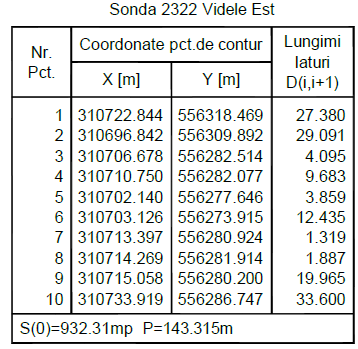 Sonda 2322 Videle Est
Nr. Pct. Coordonate pct.de contur Lungimi laturi D(i,i+1)
X [m] Y [m]
1 310722.844 556318.469 27.380
2 310696.842 556309.892 29.091
3 310706.678 556282.514 4.095
4 310710.750 556282.077 9.683
5 310702.140 556277.646 3.859
6 310703.126 556273.915 12.435
7 310713.397 556280.924 1.319
8 310714.269 556281.914 1.887
9 310715.058 556280.200 19.965
10 310733.919 556286.747 33.600
S(0)=932.31mp P=143.315m